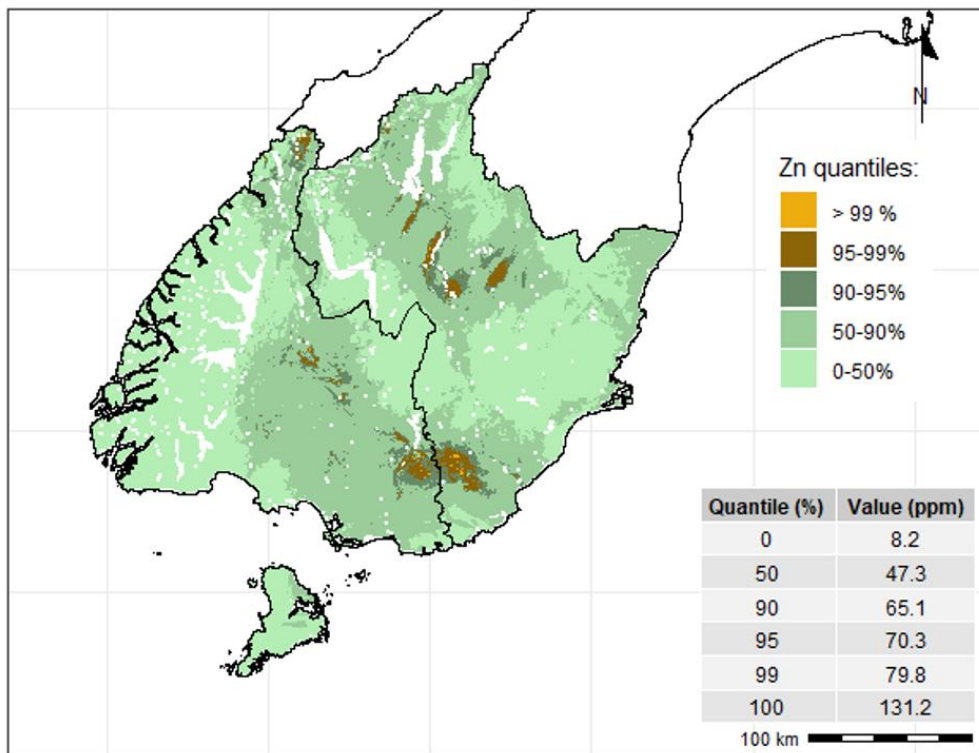 N
Zn quantiles:
> 99 %
95-99%
90-95%
50-90%
0-50%
Quantile (%) Value (ppm)
0 8.2
50 47.3
90 65.1
95 70.3
99 79.8
100 131.2
100 km